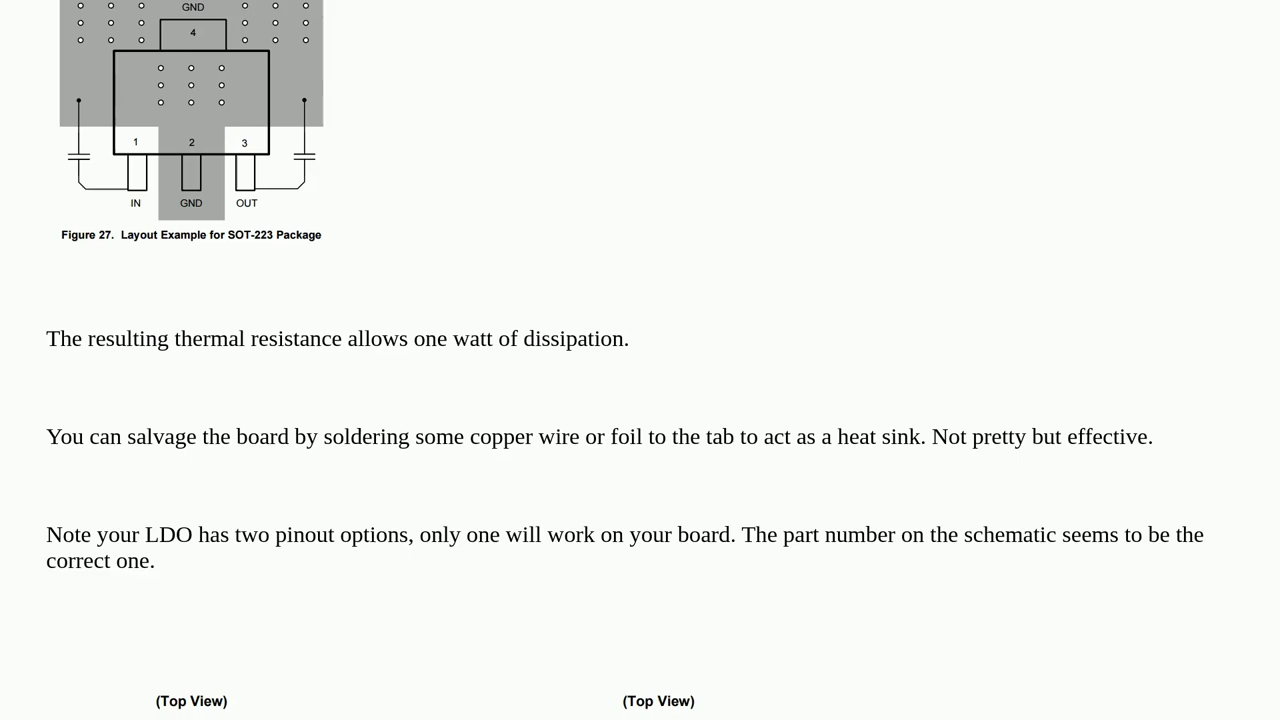 GND
4
1 2 3
IN GND OUT
Figure 27. Layout Example for SOT-223 Package
The resulting thermal resistance allows one watt of dissipation.
You can salvage the board by soldering some copper wire or foil to the tab to act as a heat sink. Not pretty but effective.
Note your LDO has two pinout options, only one will work on your board. The part number on the schematic seems to be the
correct one.
(Top View) (Top View)